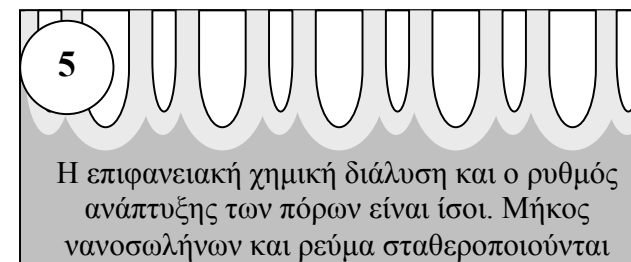 5
Η επιφανειακή χημική διάλυση και ο ρυθμός
ανάπτυξης των πόρων είναι ίσοι. Μήκος
νανοσωλήνων και ρεύμα σταθεροποιούνται